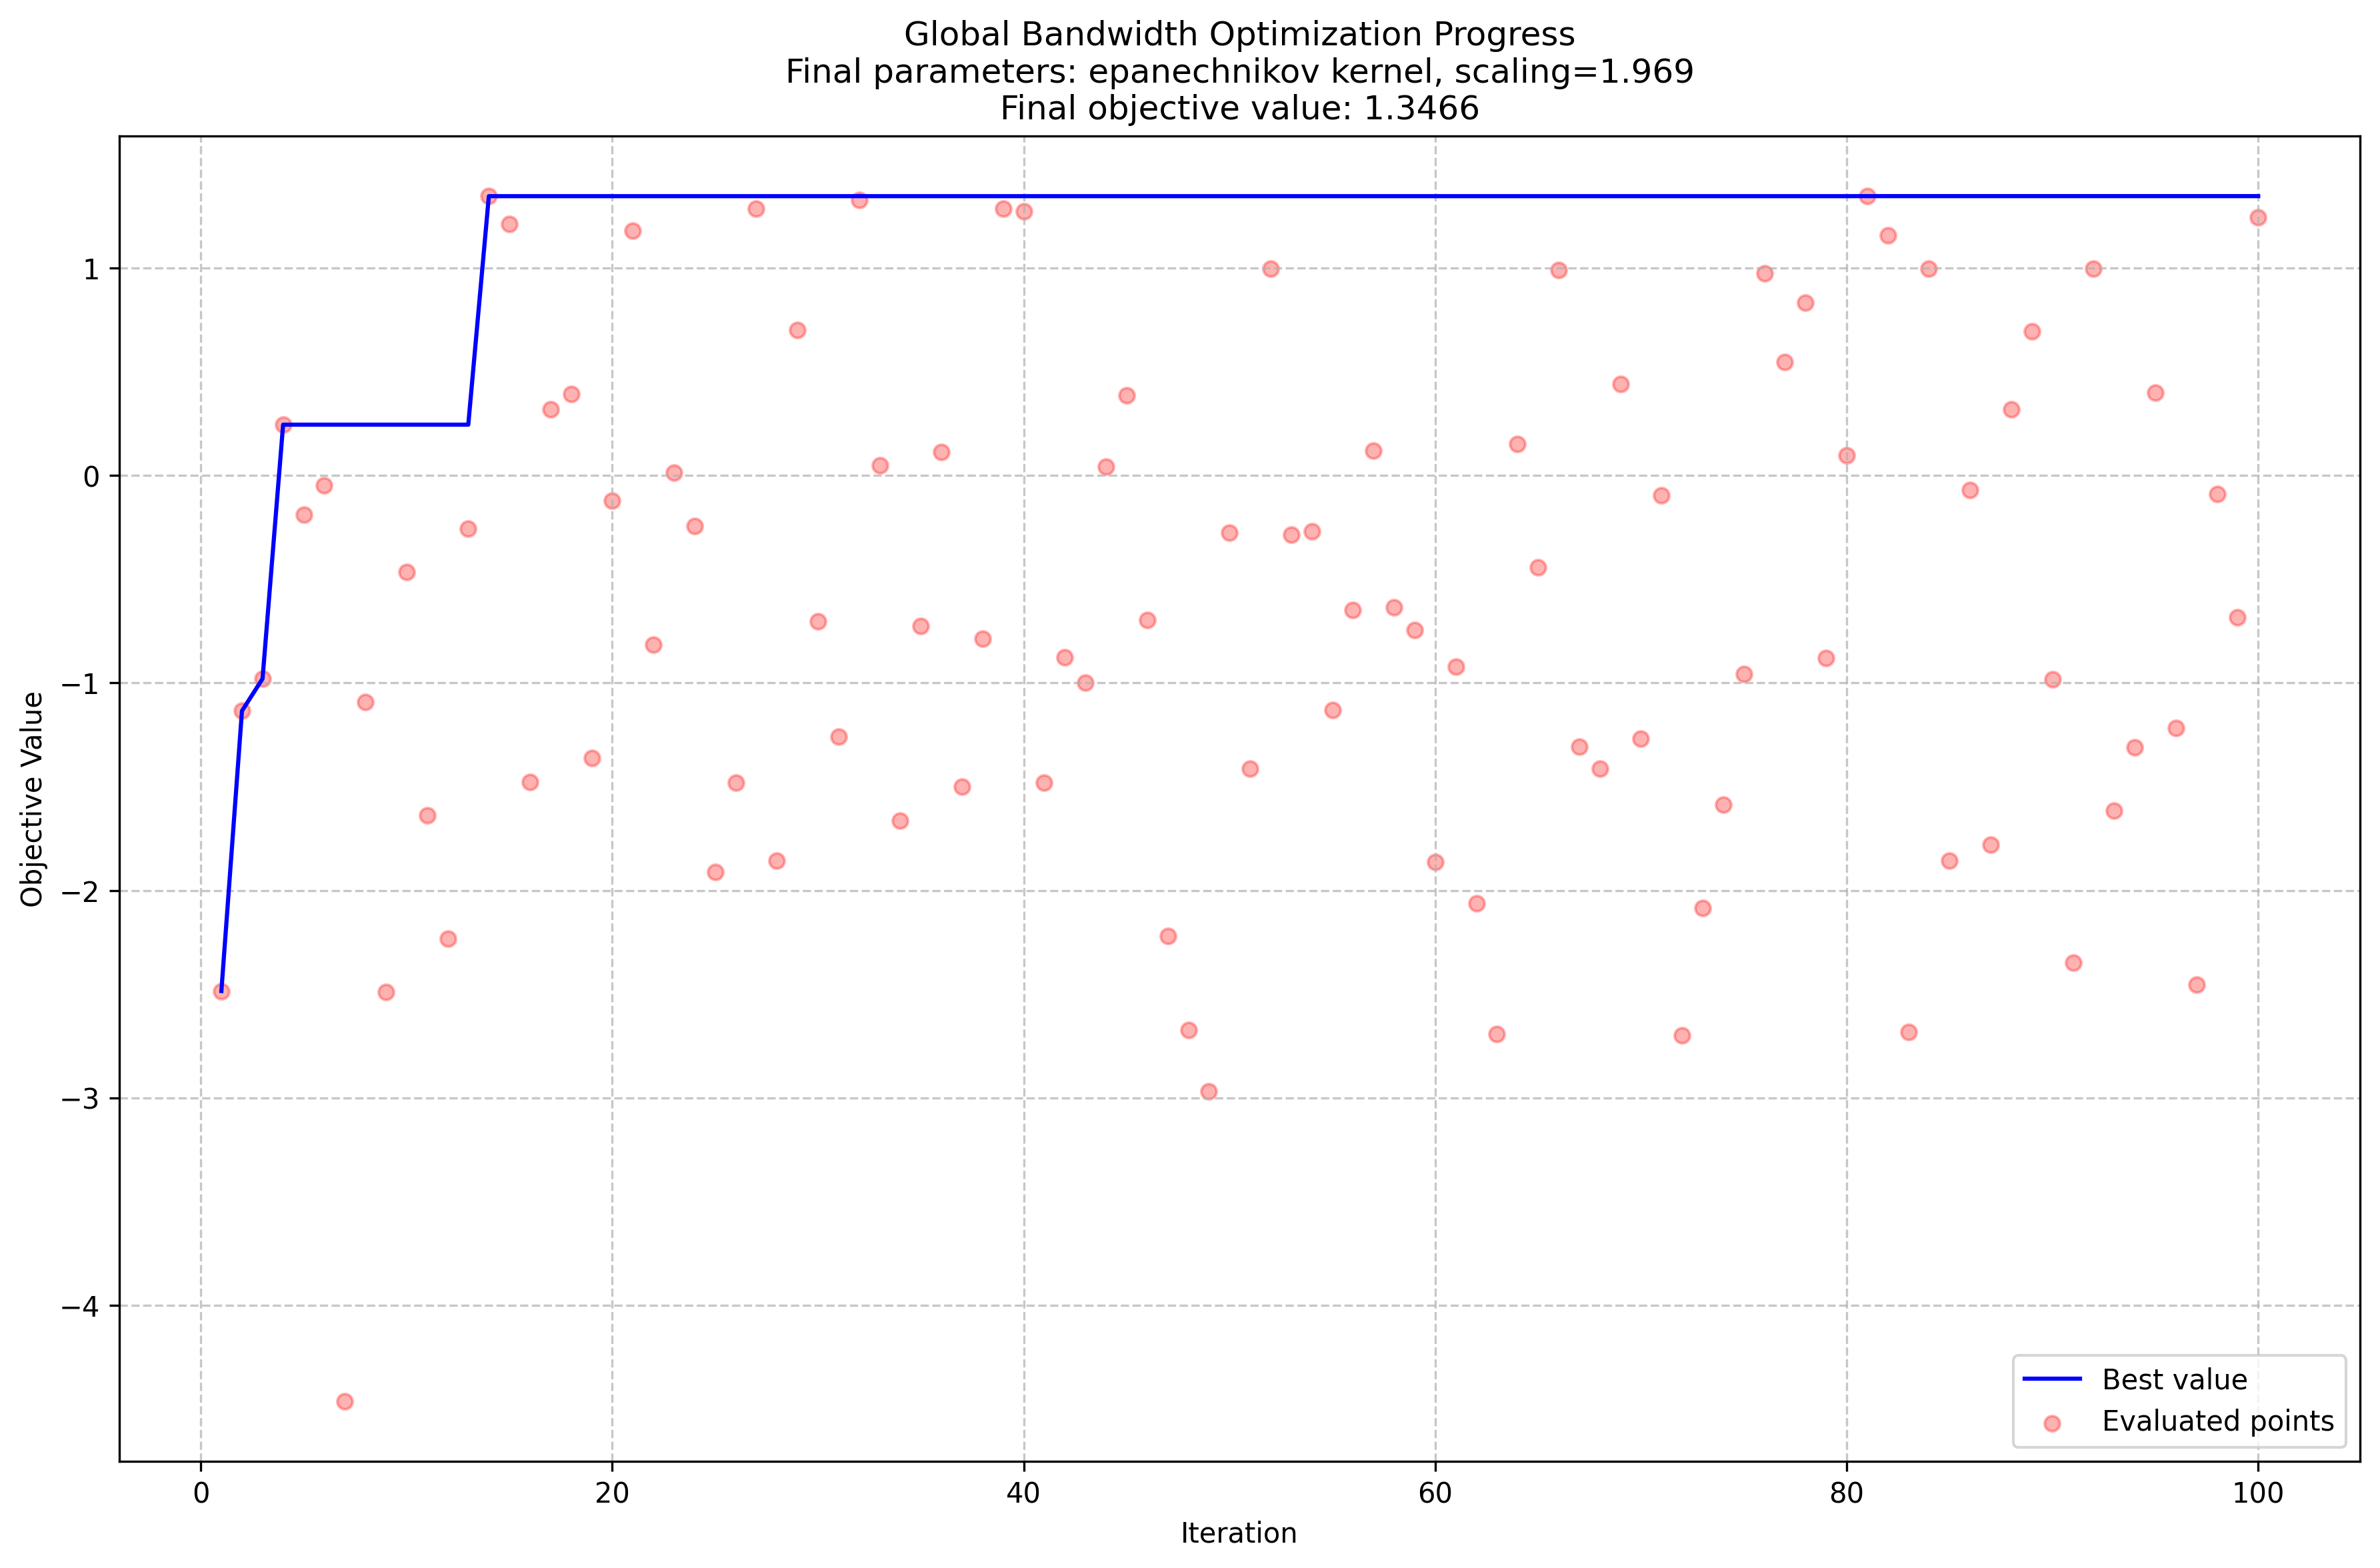 Global Bandwidth Optimization Progress
Final parameters: epanechnikov kernel, scaling=1.969
Final objective value: 1.3466
Objective Value
1
0
−1
−2
−3
−4
0 20 40 60 80 100
Iteration
Best value
Evaluated points